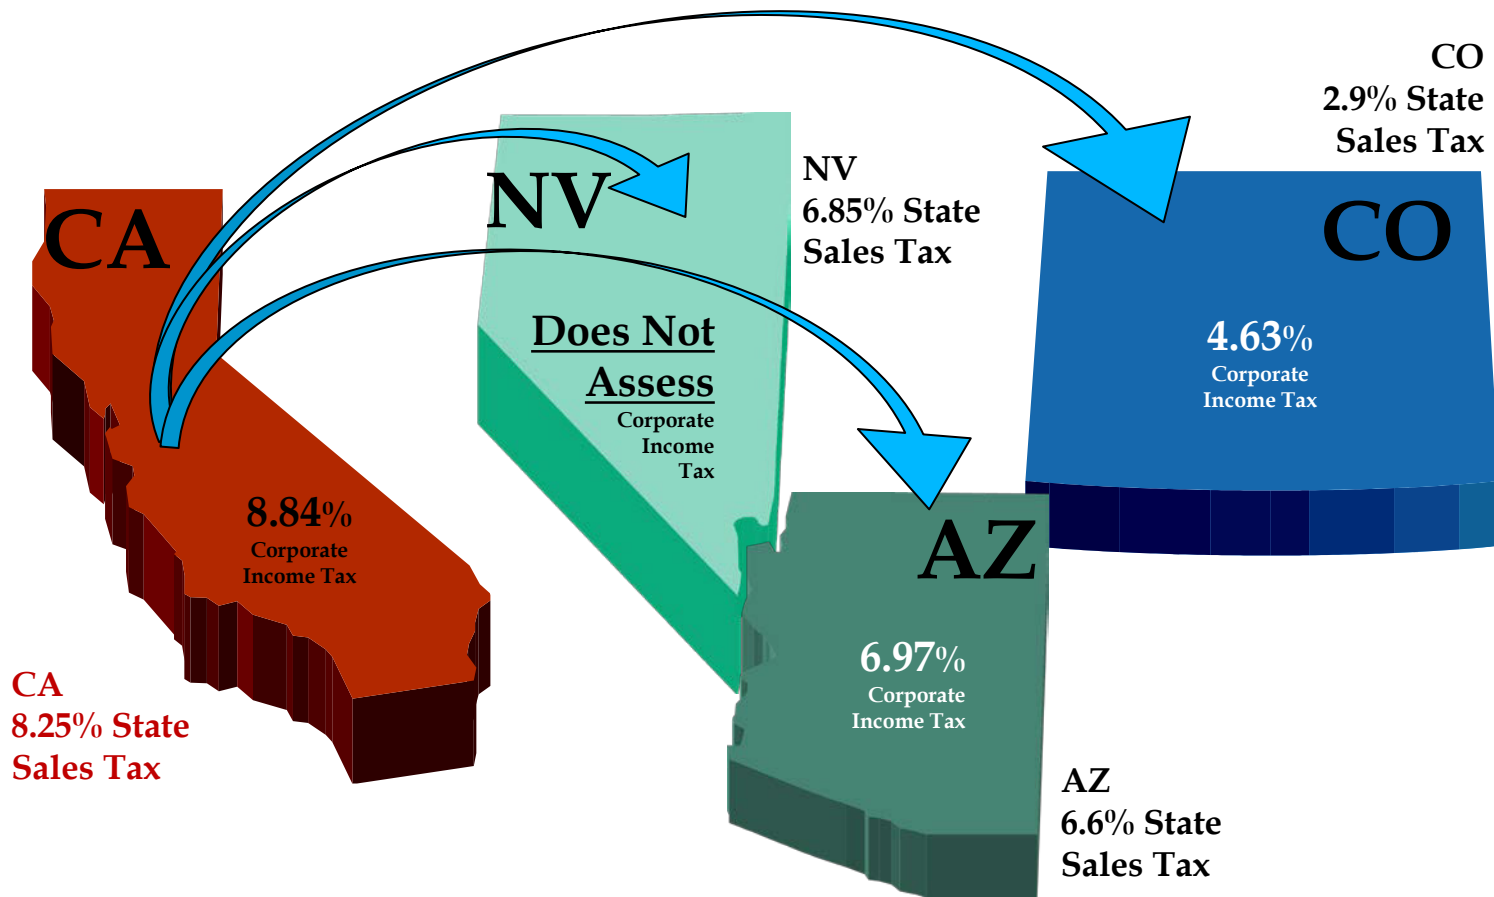 CA
8.84%
Corporate
Income Tax
CA
8.25% State
Sales Tax
NV
Does Not
Assess
Corporate
Income
Tax
NV
6.85% State
Sales Tax
AZ
6.97%
Corporate
Income Tax
AZ
6.6% State
Sales Tax
CO
2.9% State
Sales Tax
CO
4.63%
Corporate
Income Tax